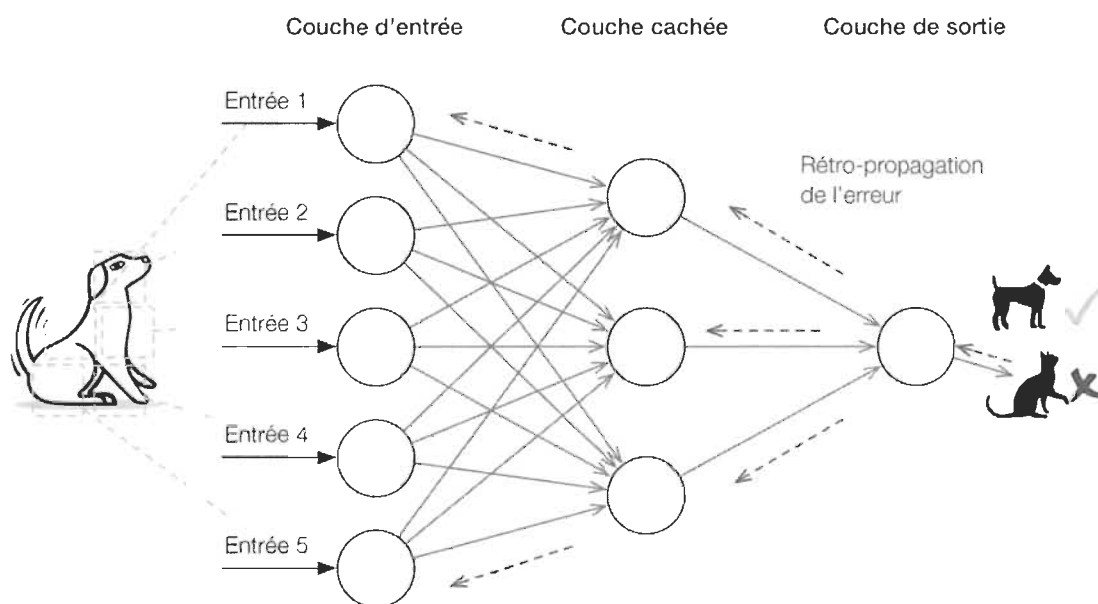 Couche d'entrée
Couche cachée
Couche de sortie
Entrée 1
Entrée 2
Entrée 3
Entrée 4
Entrée 5
Rétro-propagation
de l'erreur